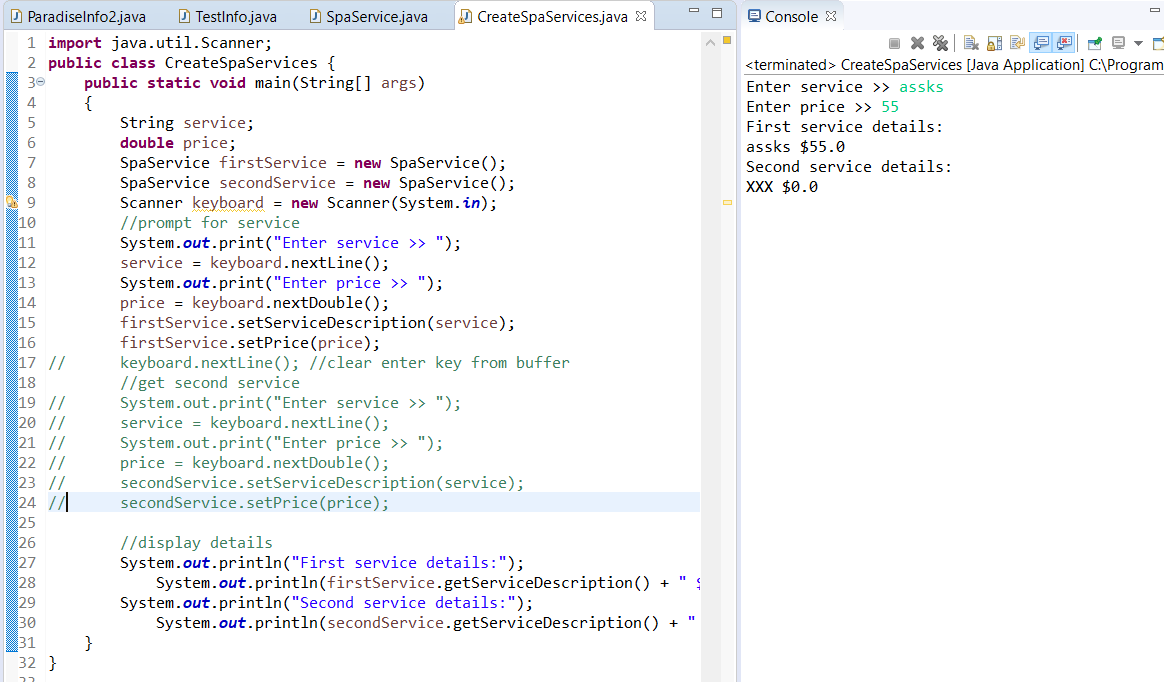 ParadiseInfo2.java TestInfo.java SpaService.java CreateSpaServices.java
1 import java.util.Scanner;
2 public class CreateSpaServices {
3 public static void main(String[] args)
4 {
5 String service;
6 double price;
7 SpaService firstService = new SpaService();
8 SpaService secondService = new SpaService();
9 Scanner keyboard = new Scanner(System.in);
10 //prompt for service
11 System.out.print("Enter service >> ");
12 service = keyboard.nextLine();
13 System.out.print("Enter price >> ");
14 price = keyboard.nextDouble();
15 firstService.setServiceDescription(service);
16 firstService.setPrice(price);
17 // keyboard.nextLine(); //clear enter key from buffer
18 //get second service
19 // System.out.print("Enter service >> ");
20 // service = keyboard.nextLine();
21 // System.out.print("Enter price >> ");
22 // price = keyboard.nextDouble();
23 // secondService.setServiceDescription(service);
24 // secondService.setPrice(price);
25
26 //display details
27 System.out.println("First service details:");
28 System.out.println(firstService.getServiceDescription() + " $
29 System.out.println("Second service details:");
30 System.out.println(secondService.getServiceDescription() + "
31 }
32 }
Console
<terminated> CreateSpaServices [Java Application] C:\Program
Enter service >> assks
Enter price >> 55
First service details:
assks $55.0
Second service details:
XXX $0.0